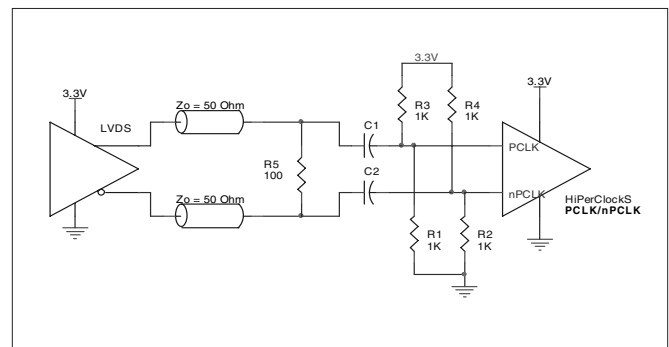 3.3V
3.3V
3.3V
Zo = 50 Ohm
LVDS
R3
1K
R4
1K
C1
PCLK
R5
100
C2
nPCLK
Zo = 50 Ohm
HiPerClockS
PCLK/nPCLK
R1
1K
R2
1K